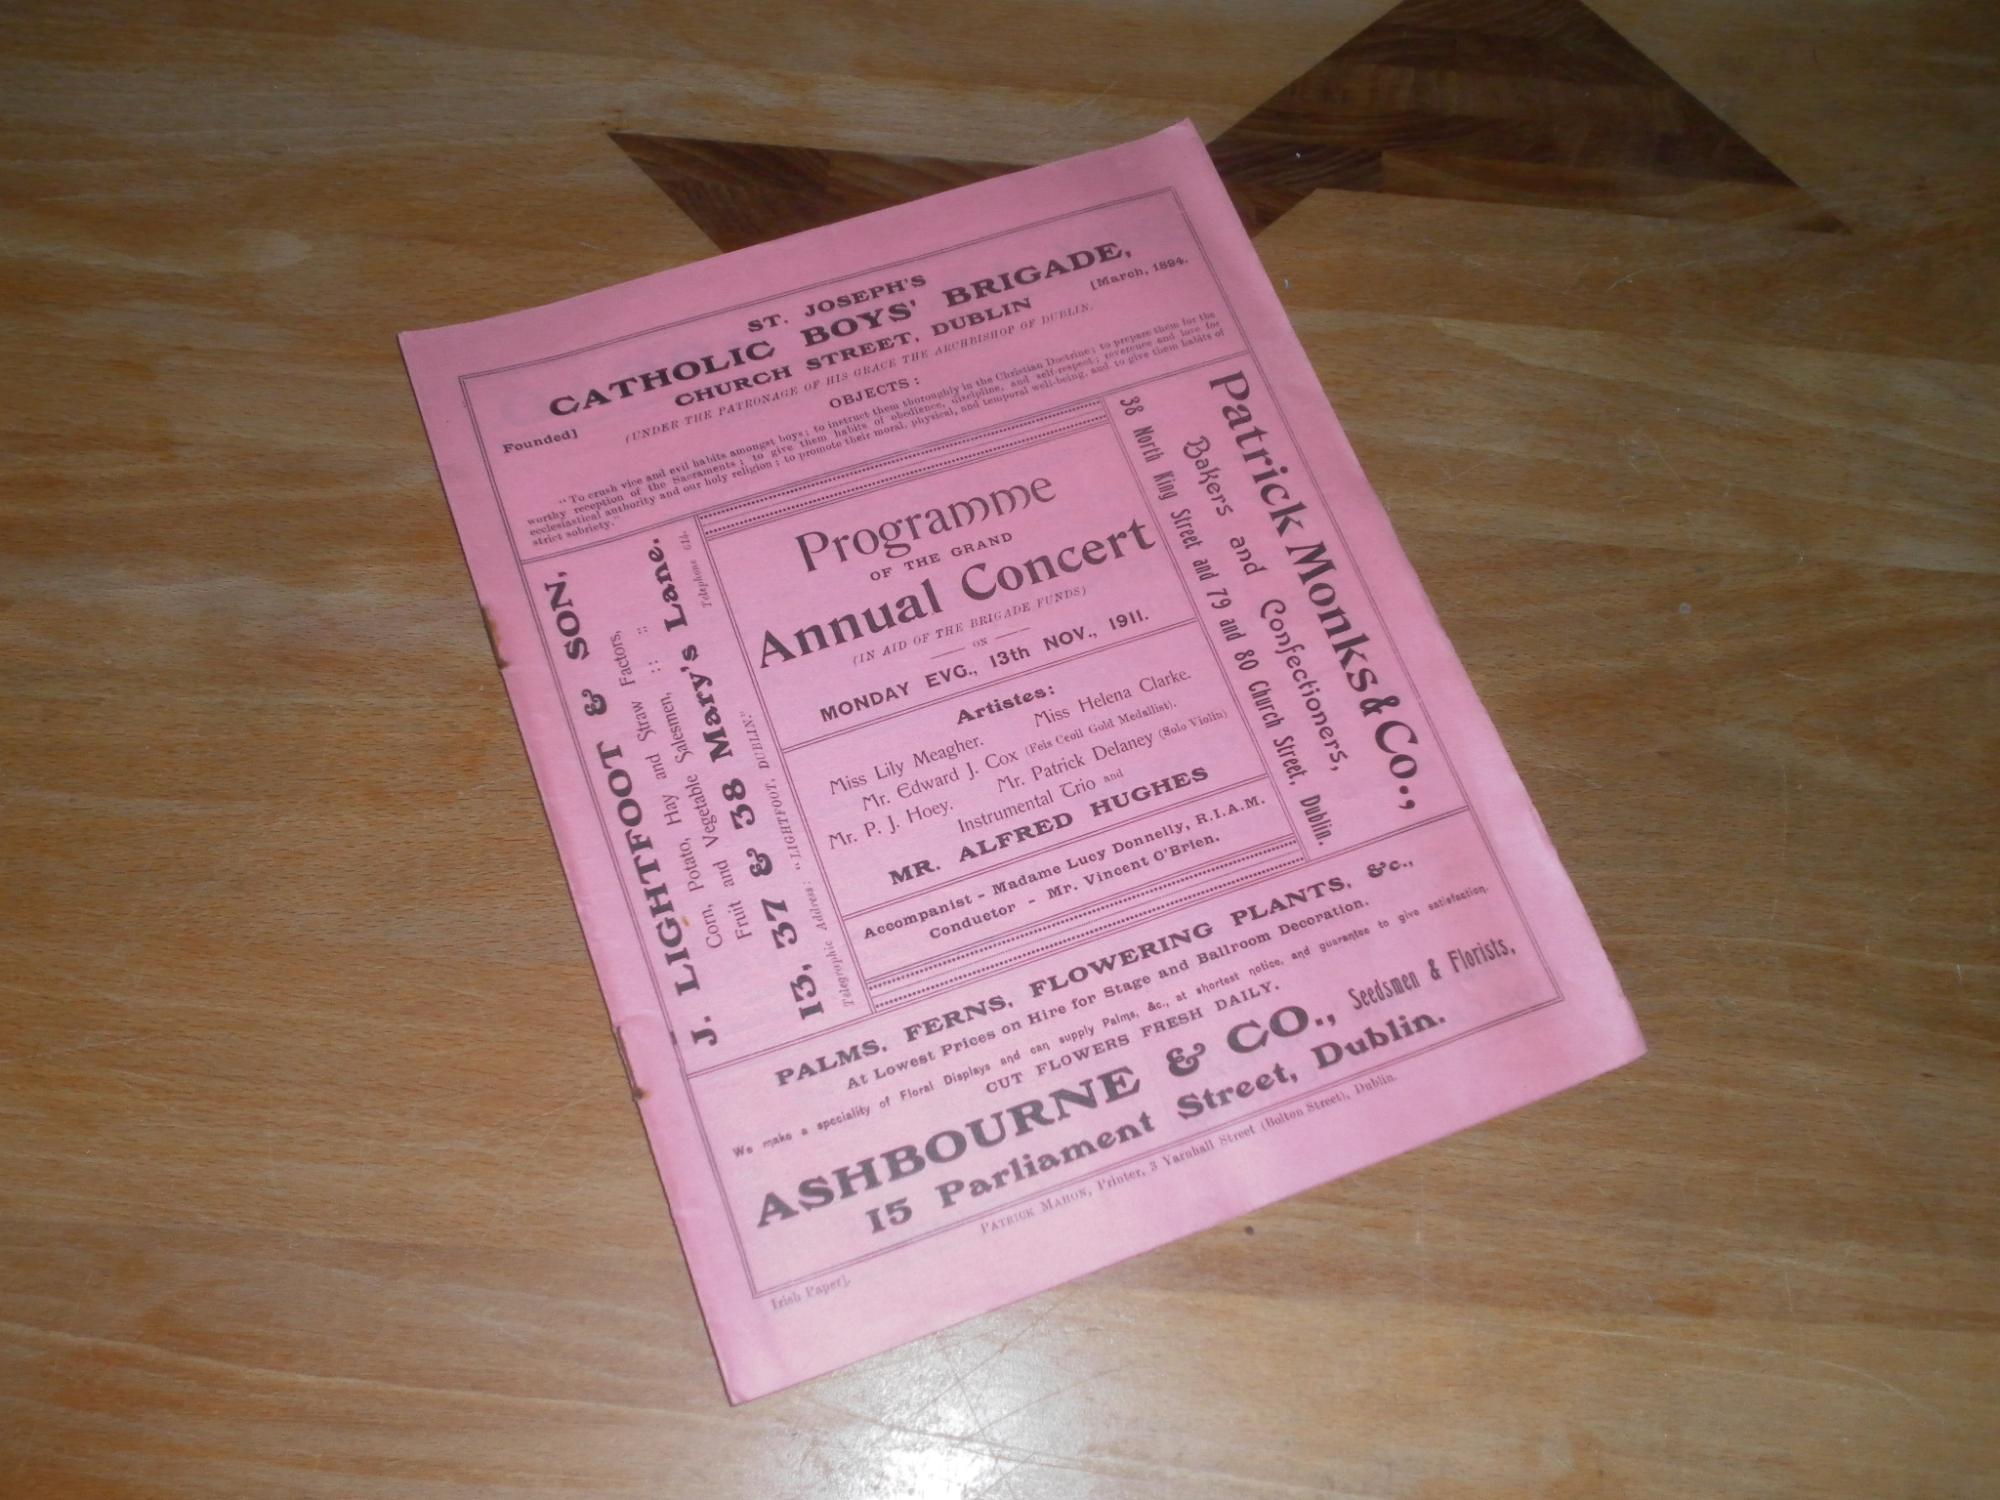 ST. JOSEPH'S
CATHOLIC BOYS' BRIGADE,
CHURCH STREET, DUBLIN
Founded] [March, 1894.
(UNDER THE PATRONAGE OF HIS GRACE THE ARCHBISHOP OF DUBLIN.
OBJECTS:
"To crush vice and evil habits amongst boys; to instruct them thoroughly in the Christian Doctrine; to prepare them for the
worthy reception of the Sacraments; to give them habits of obedience, discipline, and self-respect; reverence and love for
ecclesiastical authority and our holy religion; to promote their moral, physical, and temporal well-being, and to give them habits of
strict sobriety."
J. LIGHTFOOT & SON,
Corn, Potato, Hay and Straw Factors,
Fruit and Vegetable Salesmen, :: ::
13, 37 & 38 Mary's Lane.
Telegraphic Address: "LIGHTFOOT, DUBLIN." Telephone 614.
Programme
OF THE GRAND
Annual Concert
(IN AID OF THE BRIGADE FUNDS)
ON
MONDAY EVG., 13th NOV., 1911.
Artistes:
Miss Lily Meagher. Miss Helena Clarke.
Mr. Edward J. Cox (Feis Ceoil Gold Medallist).
Mr. P. J. Hoey. Mr. Patrick Delaney (Solo Violin)
Instrumental Trio and
MR. ALFRED HUGHES
Accompanist - Madame Lucy Donnelly, R.I.A.M.
Conductor - Mr. Vincent O'Brien.
Patrick Monks & Co.,
Bakers and Confectioners,
38 North King Street and 79 and 80 Church Street, Dublin.
PALMS, FERNS, FLOWERING PLANTS, &c.,
At Lowest Prices on Hire for Stage and Ballroom Decoration.
We make a speciality of Floral Displays and can supply Palms, &c., at shortest notice, and guarantee to give satisfaction.
CUT FLOWERS FRESH DAILY.
ASHBOURNE & CO., Seedsmen & Florists,
15 Parliament Street, Dublin.
PATRICK MAHON, Printer, 3 Yarnhall Street (Bolton Street), Dublin.
Irish Paper].